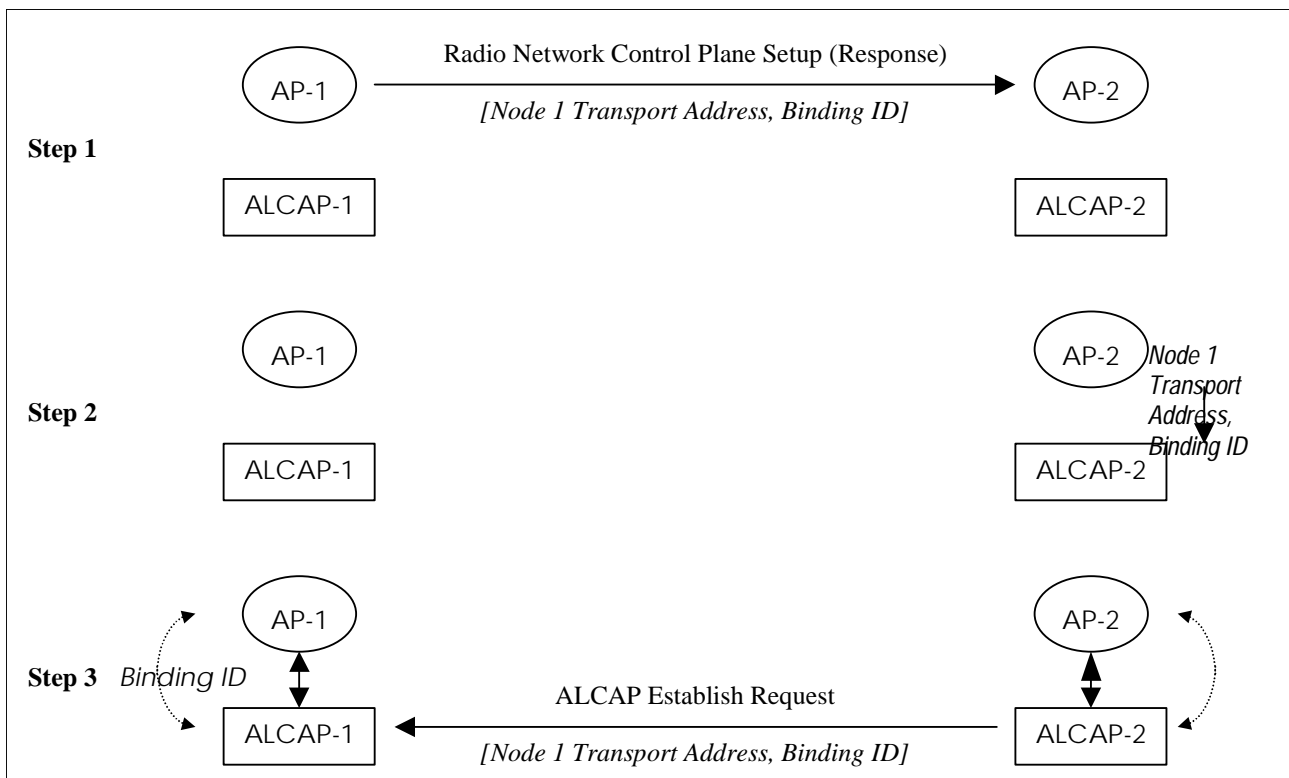 Radio Network Control Plane Setup (Response)
AP-1
AP-2
[Node 1 Transport Address, Binding ID]
Step 1
ALCAP-1
ALCAP-2
AP-1
AP-2
Node 1
Transport
Address,
Binding ID
Step 2
ALCAP-1
ALCAP-2
AP-1
AP-2
Step 3
Binding ID
ALCAP Establish Request
ALCAP-1
ALCAP-2
[Node 1 Transport Address, Binding ID]